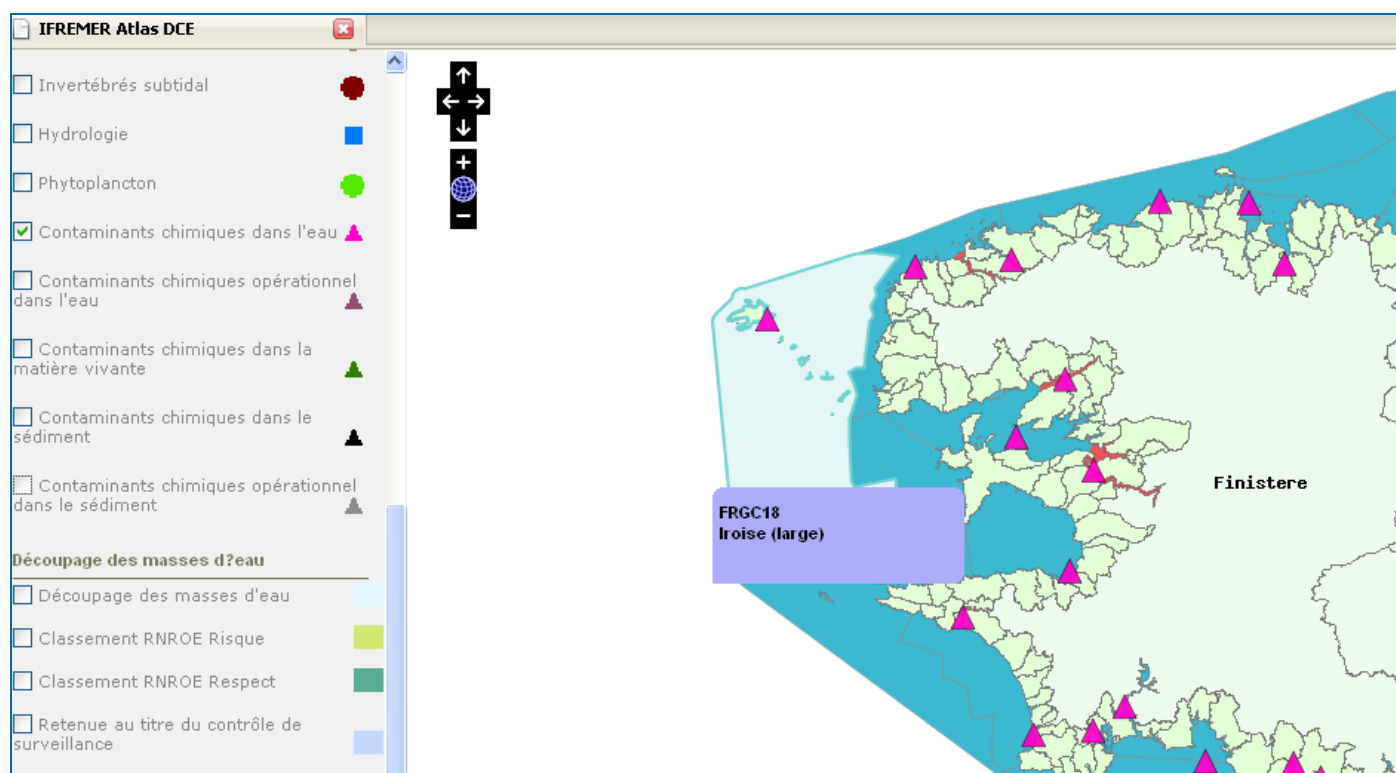 IFREMER Atlas DCE
Invertébrés subtidal
Hydrologie
Phytoplancton
Contaminants chimiques dans l'eau
Contaminants chimiques opérationnel
dans l'eau
Contaminants chimiques dans la
matière vivante
Contaminants chimiques dans le
sédiment
Contaminants chimiques opérationnel
dans le sédiment
Découpage des masses d?eau
Découpage des masses d'eau
Classement RNROE Risque
Classement RNROE Respect
Retenue au titre du contrôle de
surveillance
FRGC18
Iroise (large)
Finistere